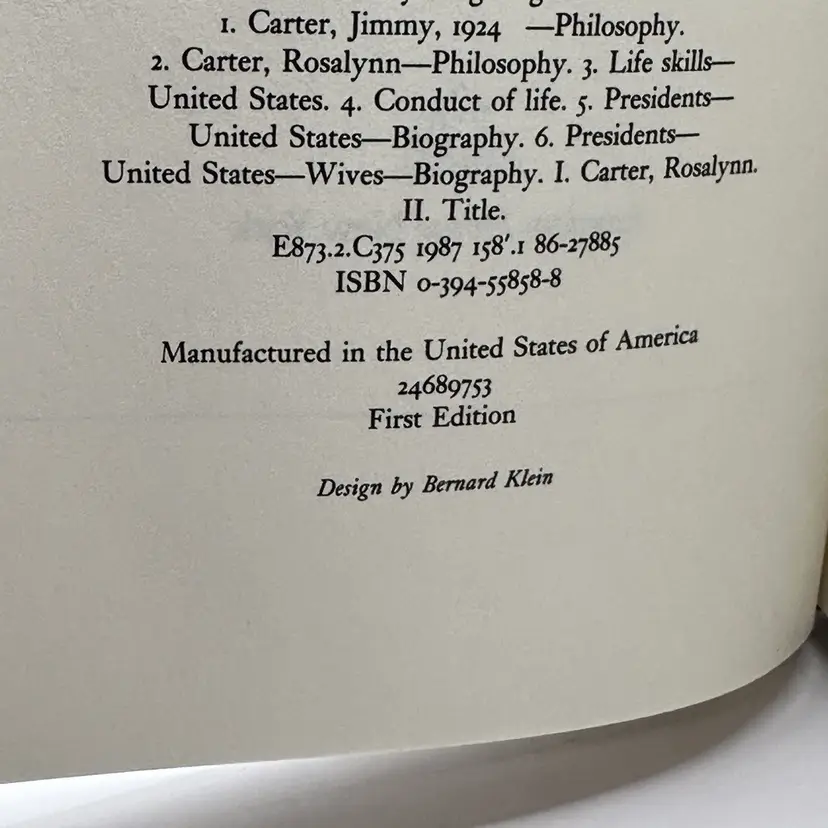 1. Carter, Jimmy, 1924 —Philosophy.
2. Carter, Rosalynn—Philosophy. 3. Life skills—
United States. 4. Conduct of life. 5. Presidents—
United States—Biography. 6. Presidents—
United States—Wives—Biography. I. Carter, Rosalynn.
II. Title.
E873.2.C375 1987 158'.1 86-27885
ISBN 0-394-55858-8
Manufactured in the United States of America
24689753
First Edition
Design by Bernard Klein